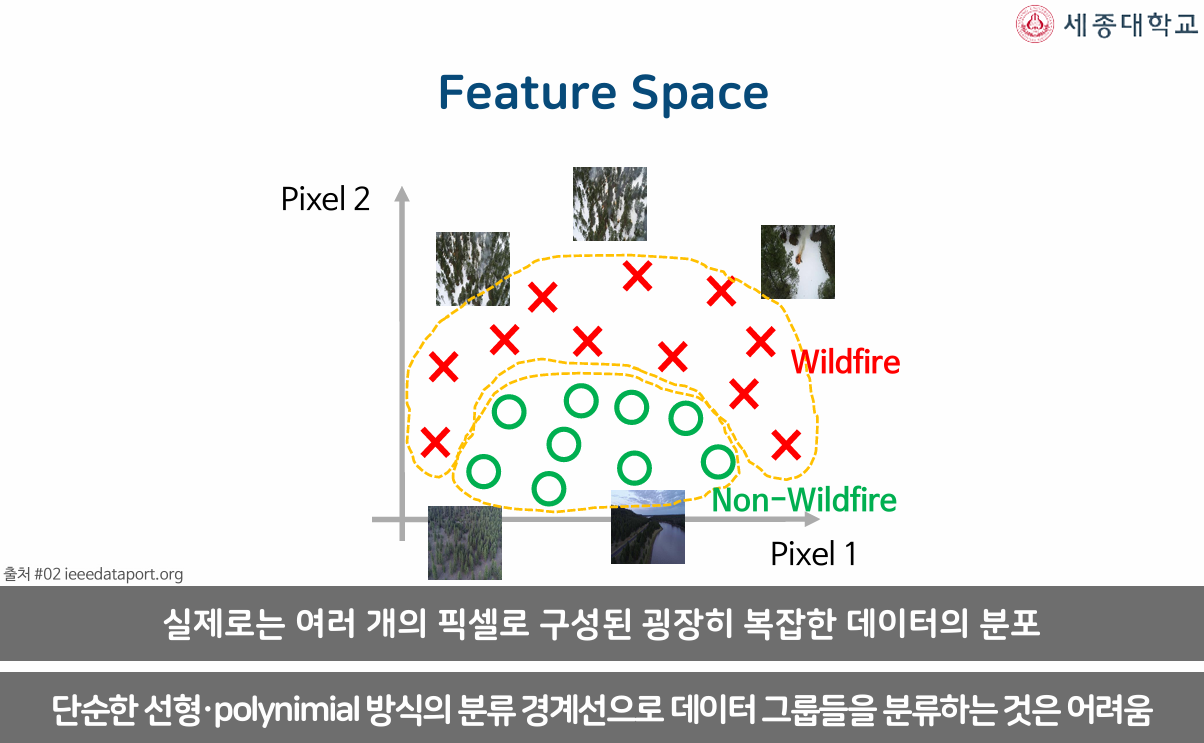 세종대학교
Feature Space
Pixel 2
Wildfire
Non-Wildfire
Pixel 1
출처 #02 ieeedataport.org
실제로는 여러 개의 픽셀로 구성된 굉장히 복잡한 데이터의 분포
단순한 선형·polynimial 방식의 분류 경계선으로 데이터 그룹들을 분류하는 것은 어려움